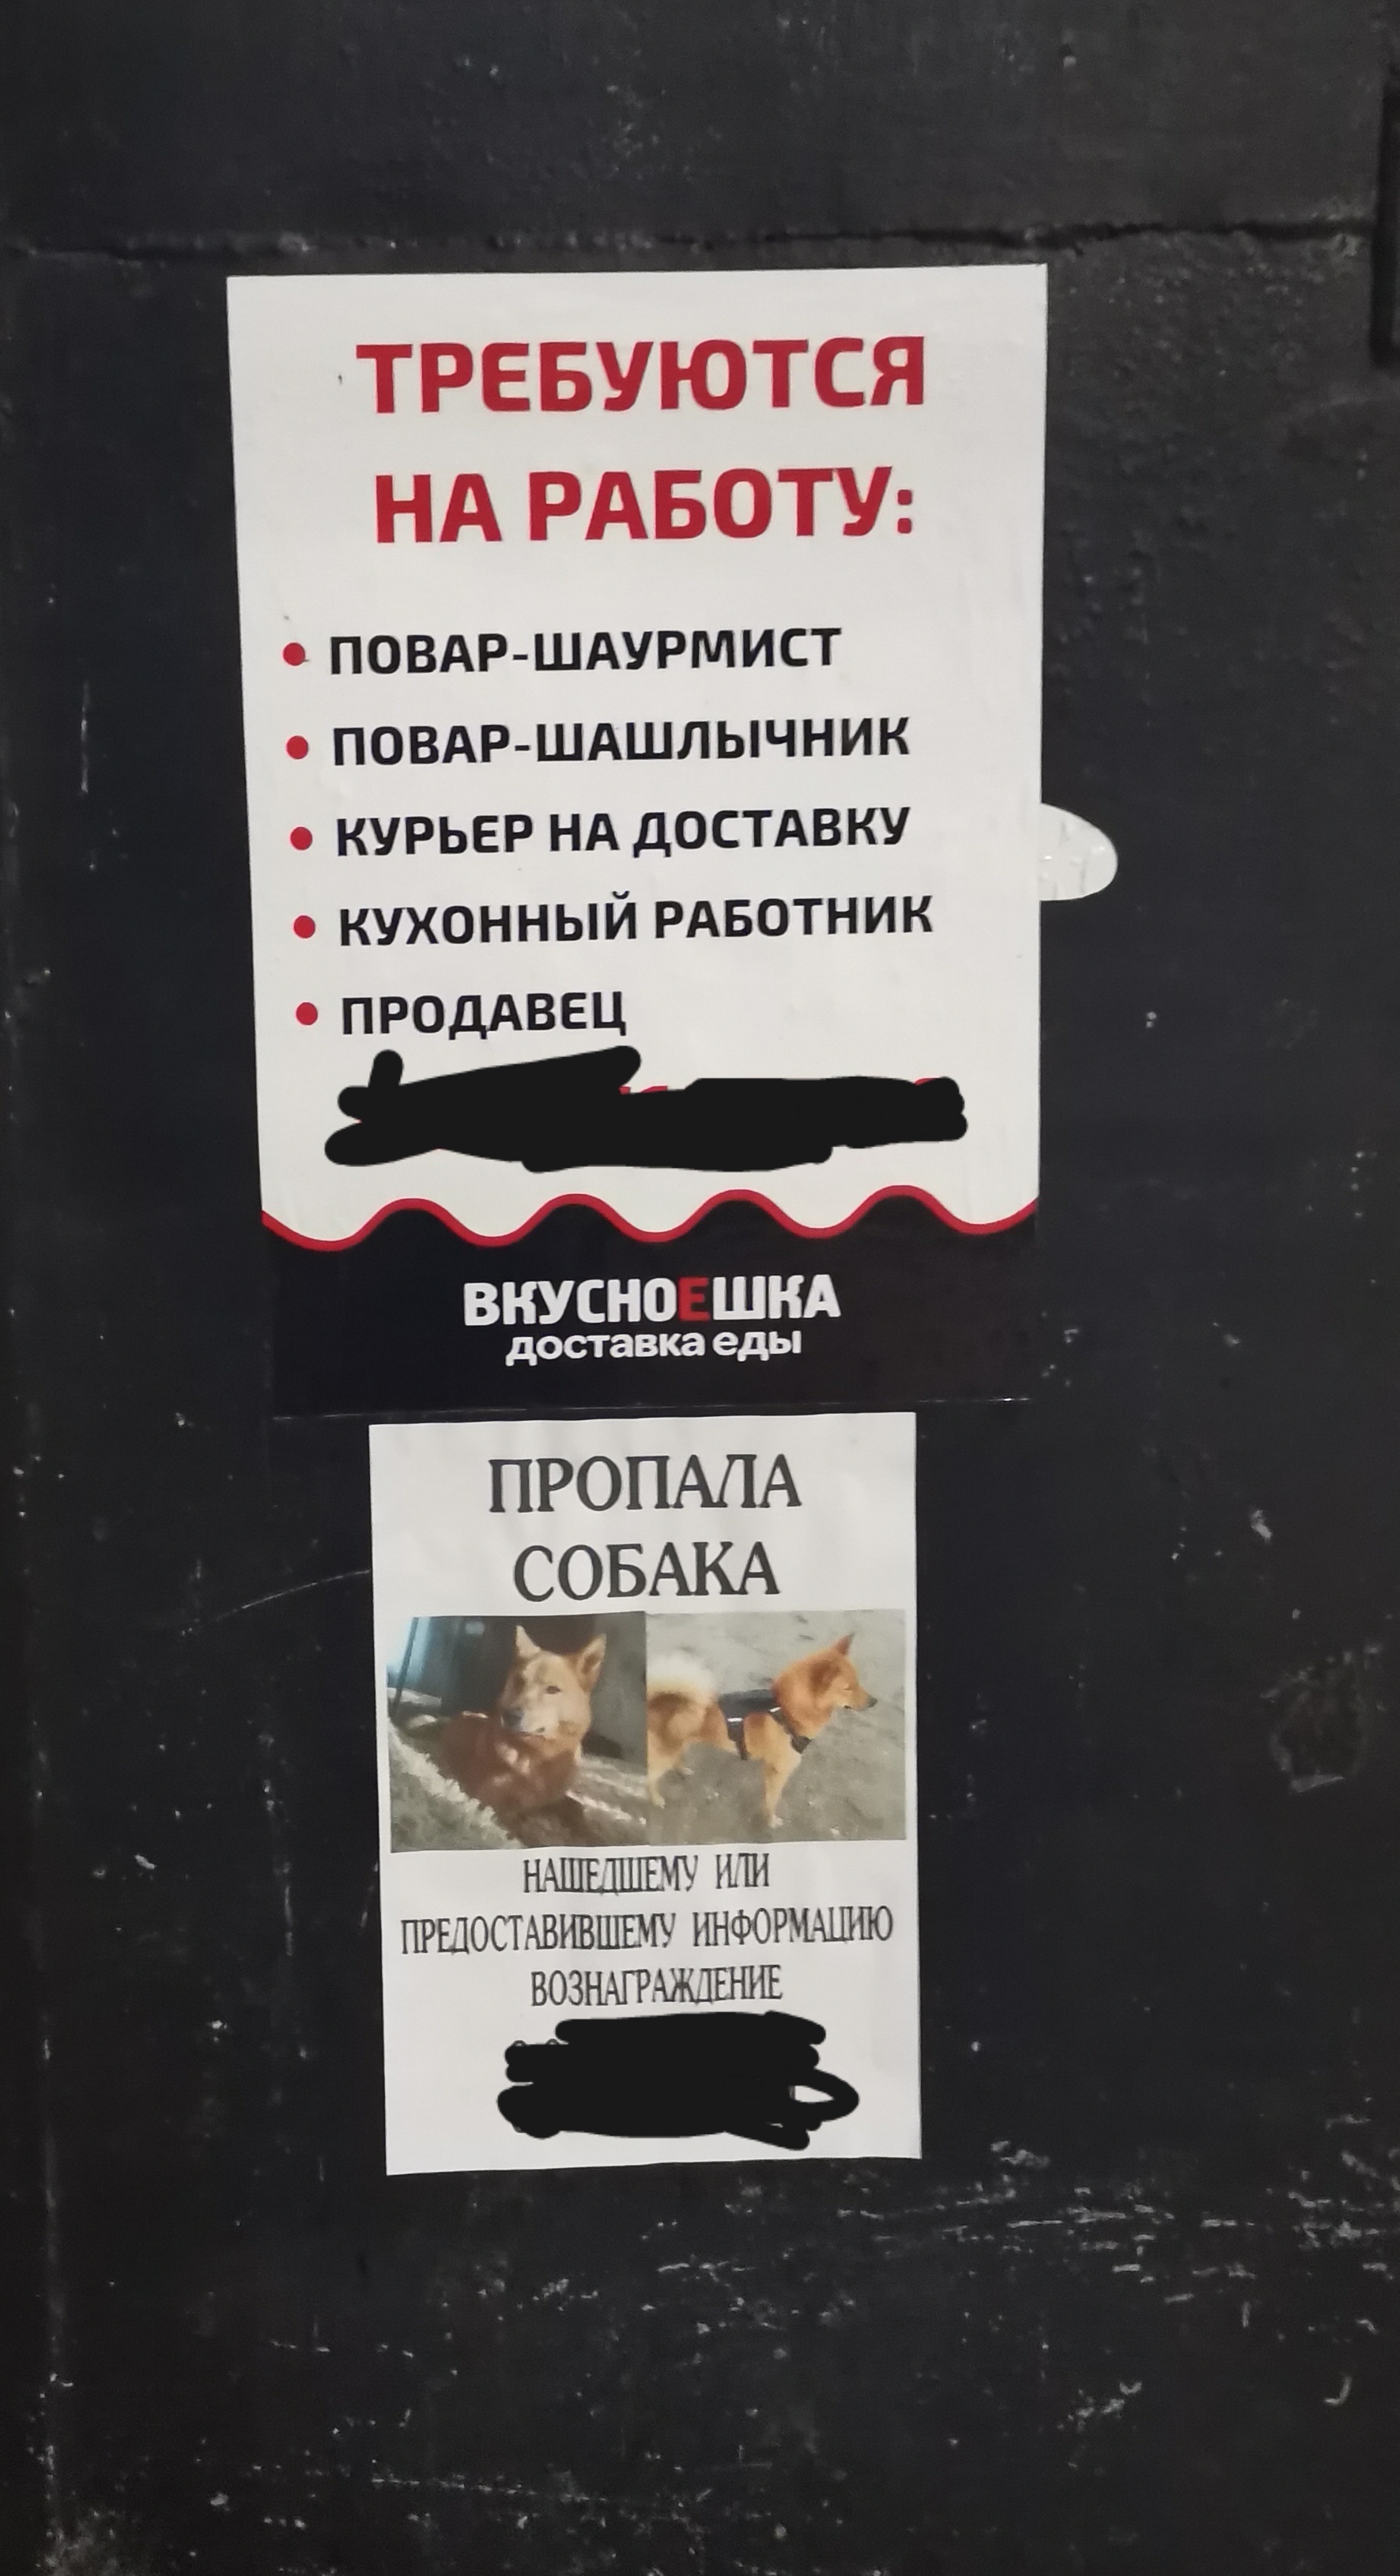 ТРЕБУЮТСЯ
НА РАБОТУ:
• ПОВАР-ШАУРМИСТ
• ПОВАР-ШАШЛЫЧНИК
• КУРЬЕР НА ДОСТАВКУ
• КУХОННЫЙ РАБОТНИК
• ПРОДАВЕЦ
ВКУСНОЕШКА
доставка еды
ПРОПАЛА
СОБАКА
НАШЕДШЕМУ ИЛИ
ПРЕДОСТАВИВШЕМУ ИНФОРМАЦИЮ
ВОЗНАГРАЖДЕНИЕ